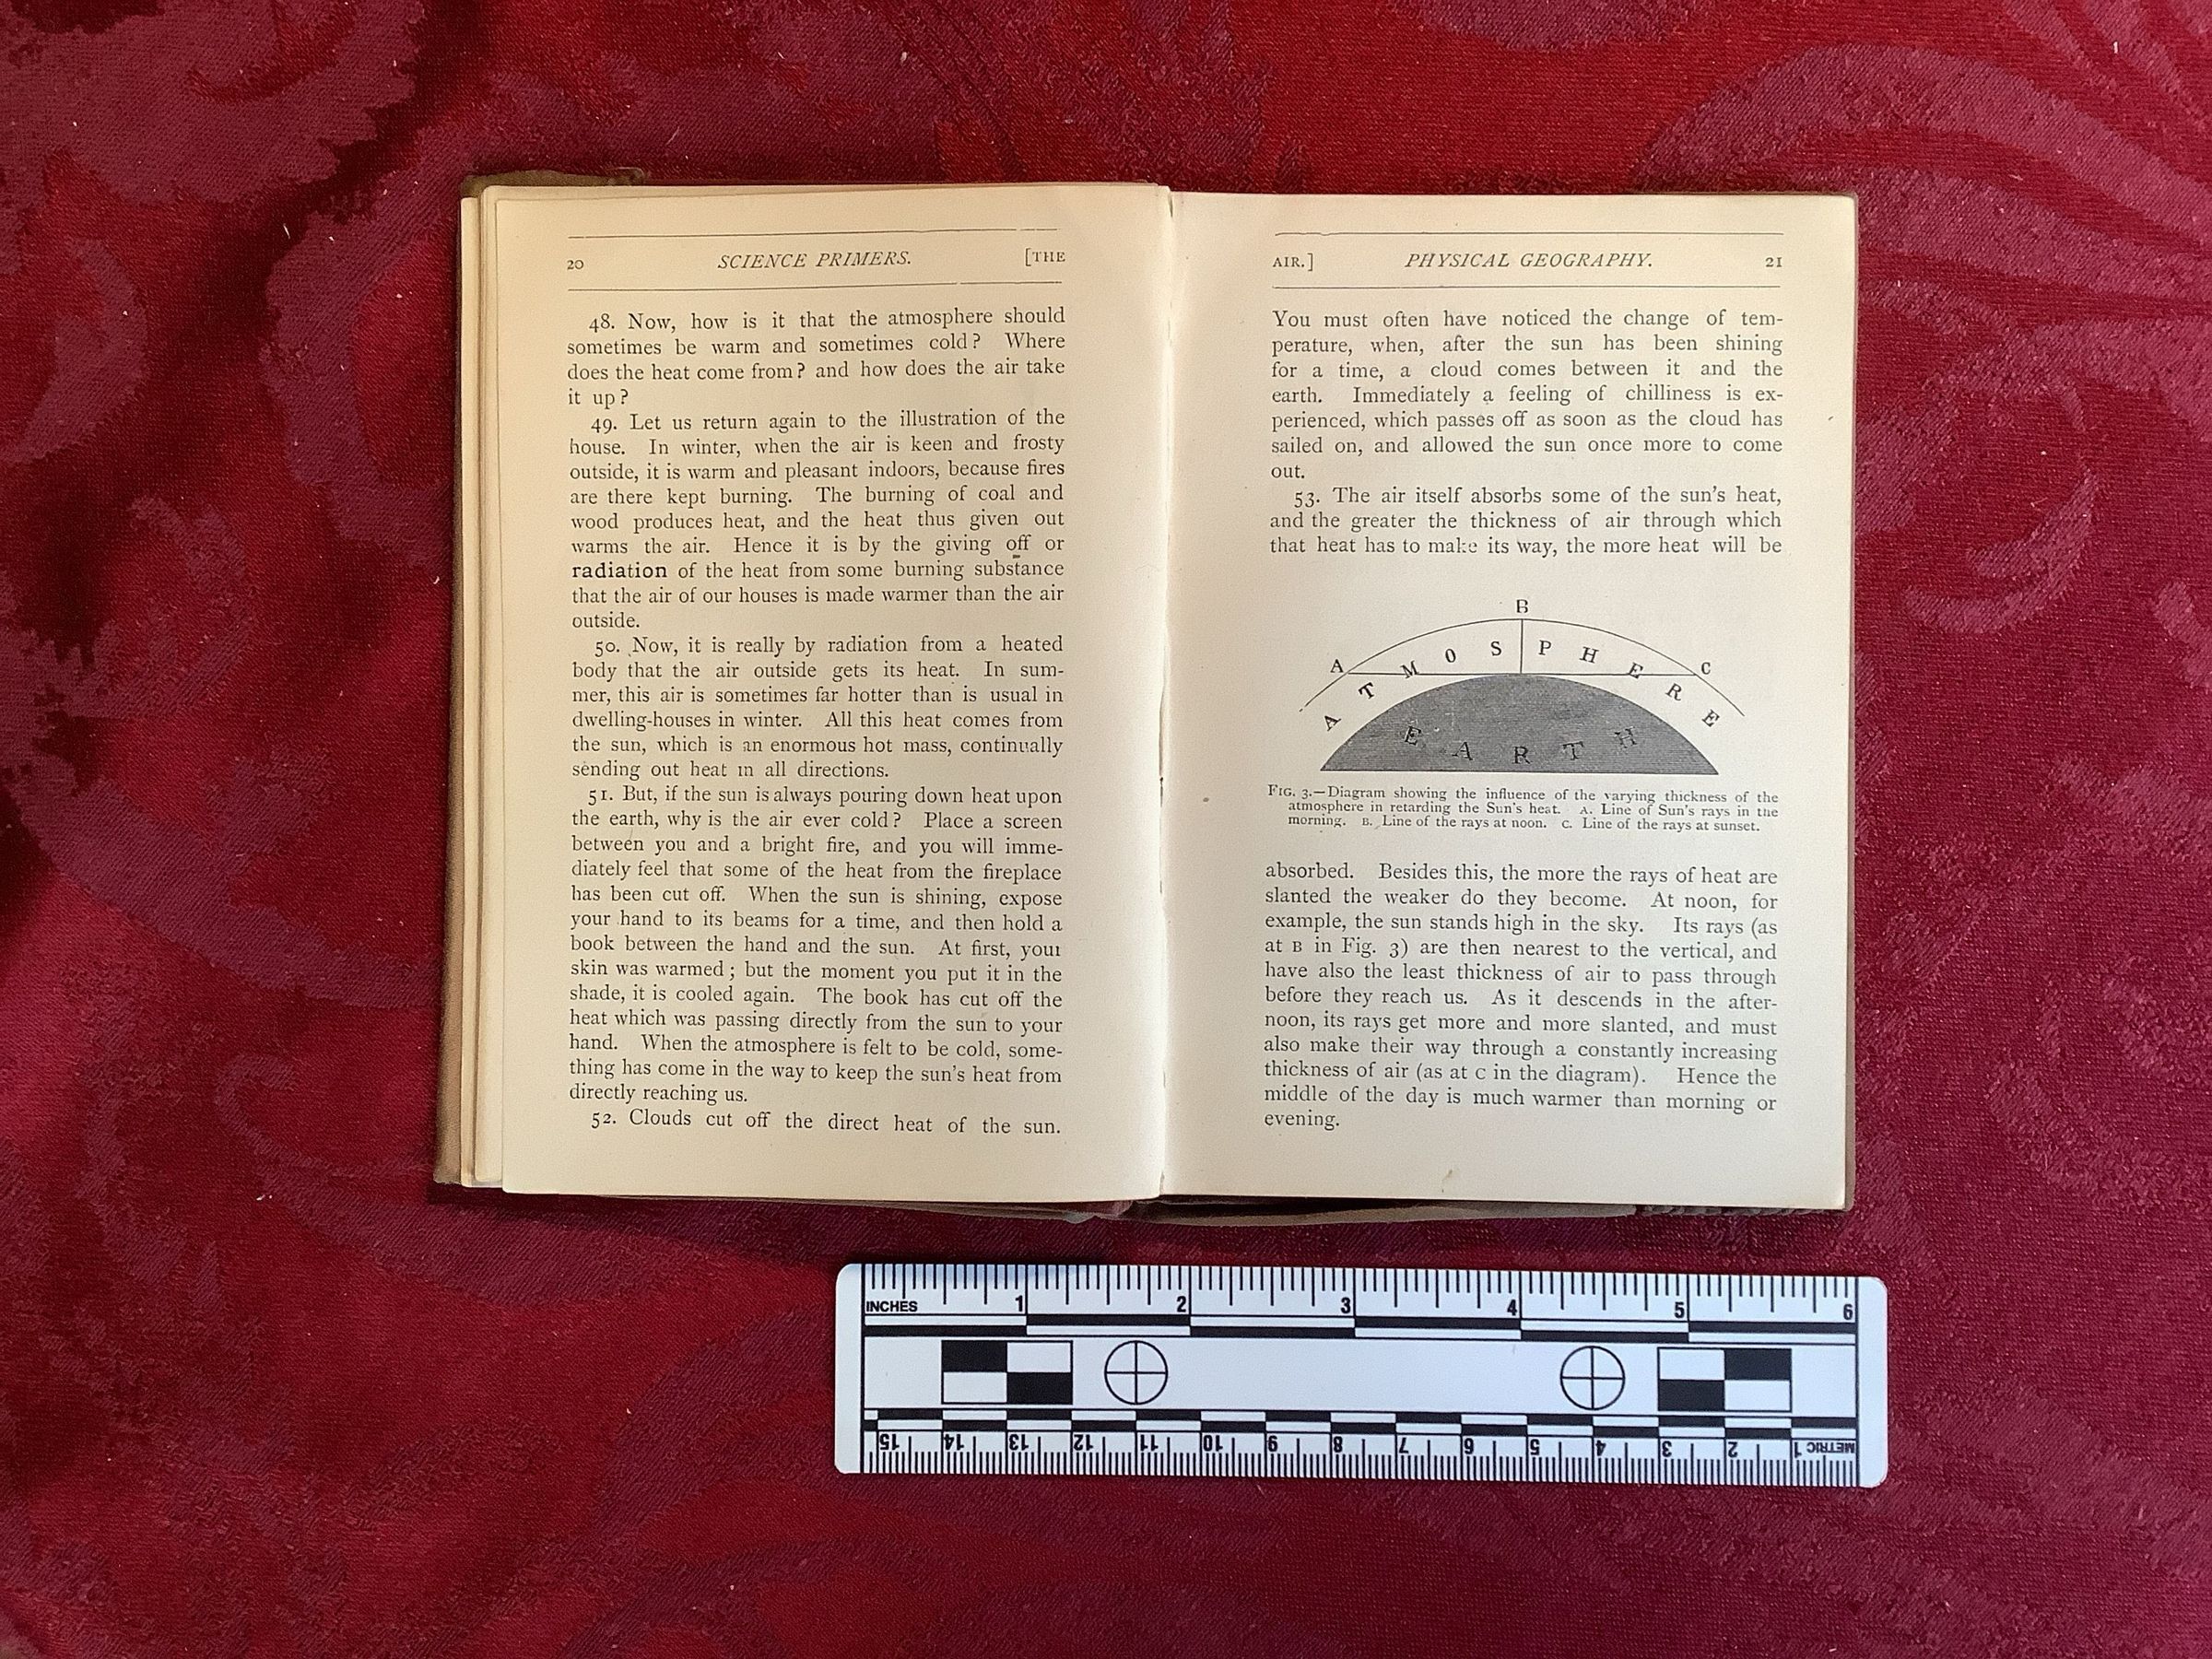 20 SCIENCE PRIMERS. [THE
48. Now, how is it that the atmosphere should
sometimes be warm and sometimes cold? Where
does the heat come from? and how does the air take
it up?
49. Let us return again to the illustration of the
house. In winter, when the air is keen and frosty
outside, it is warm and pleasant indoors, because fires
are there kept burning. The burning of coal and
wood produces heat, and the heat thus given out
warms the air. Hence it is by the giving off or
radiation of the heat from some burning substance
that the air of our houses is made warmer than the air
outside.
50. Now, it is really by radiation from a heated
body that the air outside gets its heat. In sum-
mer, this air is sometimes far hotter than is usual in
dwelling-houses in winter. All this heat comes from
the sun, which is an enormous hot mass, continually
sending out heat in all directions.
51. But, if the sun is always pouring down heat upon
the earth, why is the air ever cold? Place a screen
between you and a bright fire, and you will imme-
diately feel that some of the heat from the fireplace
has been cut off. When the sun is shining, expose
your hand to its beams for a time, and then hold a
book between the hand and the sun. At first, your
skin was warmed; but the moment you put it in the
shade, it is cooled again. The book has cut off the
heat which was passing directly from the sun to your
hand. When the atmosphere is felt to be cold, some-
thing has come in the way to keep the sun's heat from
directly reaching us.
52. Clouds cut off the direct heat of the sun.
AIR.] PHYSICAL GEOGRAPHY. 21
You must often have noticed the change of tem-
perature, when, after the sun has been shining
for a time, a cloud comes between it and the
earth. Immediately a feeling of chilliness is ex-
perienced, which passes off as soon as the cloud has
sailed on, and allowed the sun once more to come
out.
53. The air itself absorbs some of the sun's heat,
and the greater the thickness of air through which
that heat has to make its way, the more heat will be
B
A C
ATMOSPHERE
EARTH
FIG. 3.—Diagram showing the influence of the varying thickness of the
atmosphere in retarding the Sun's heat. A. Line of Sun's rays in the
morning. B. Line of the rays at noon. C. Line of the rays at sunset.
absorbed. Besides this, the more the rays of heat are
slanted the weaker do they become. At noon, for
example, the sun stands high in the sky. Its rays (as
at B in Fig. 3) are then nearest to the vertical, and
have also the least thickness of air to pass through
before they reach us. As it descends in the after-
noon, its rays get more and more slanted, and must
also make their way through a constantly increasing
thickness of air (as at C in the diagram). Hence the
middle of the day is much warmer than morning or
evening.
INCHES 1 2 3 4 5 6
METRIC 1 2 3 4 5 6 7 8 9 10 11 12 13 14 15